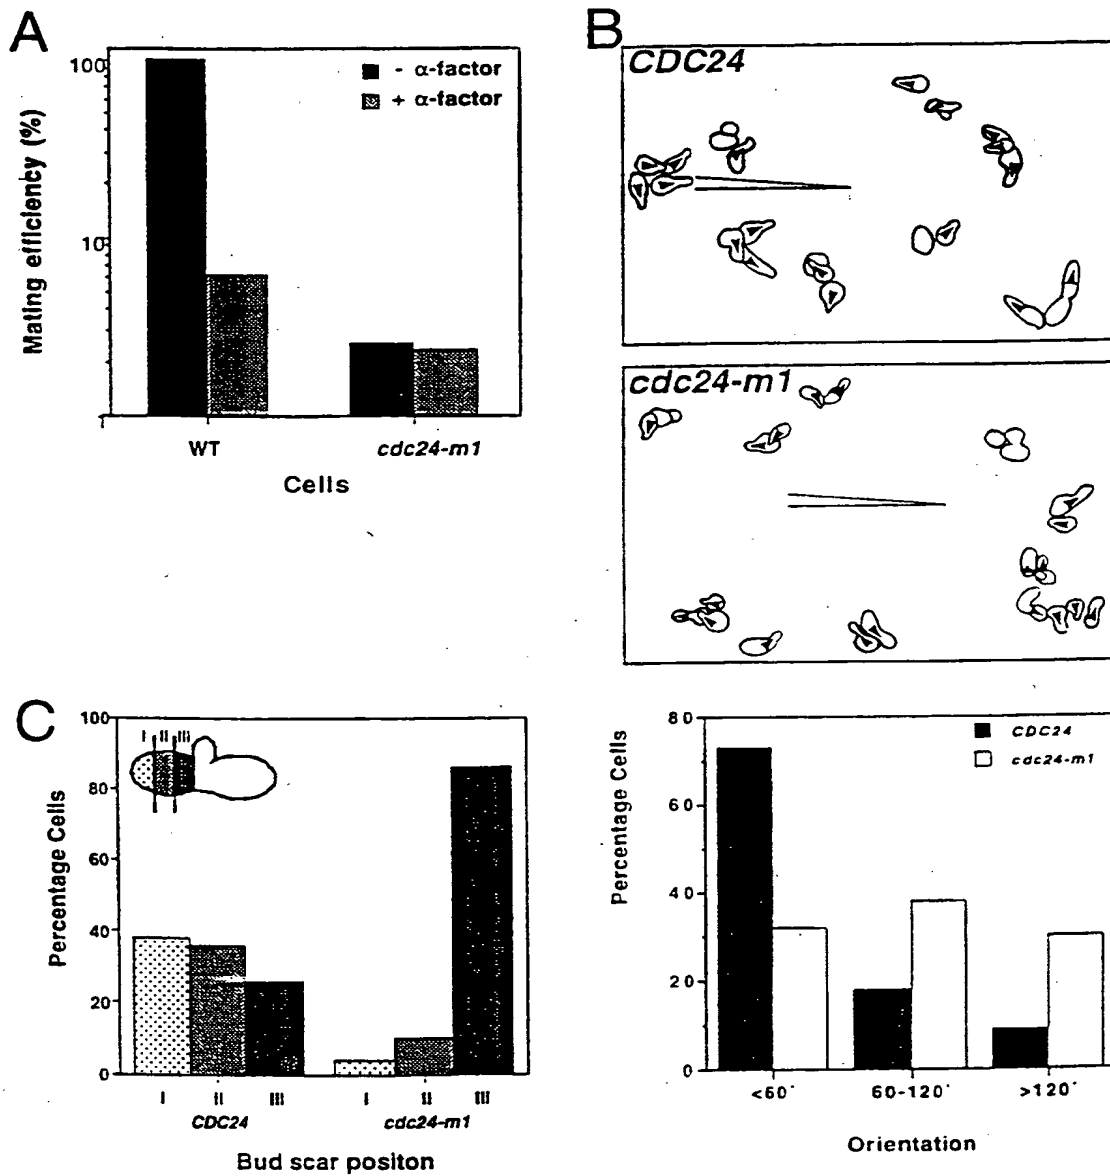 A
100
10
Mating efficiency (%)
- α-factor
+ α-factor
WT
cdc24-m1
Cells
B
CDC24
cdc24-m1
C
100
80
60
40
20
0
Percentage Cells
I II III
I II III
CDC24
I II III
cdc24-m1
Bud scar positon
80
60
40
20
0
Percentage Cells
CDC24
cdc24-m1
<60°
60-120°
>120°
Orientation